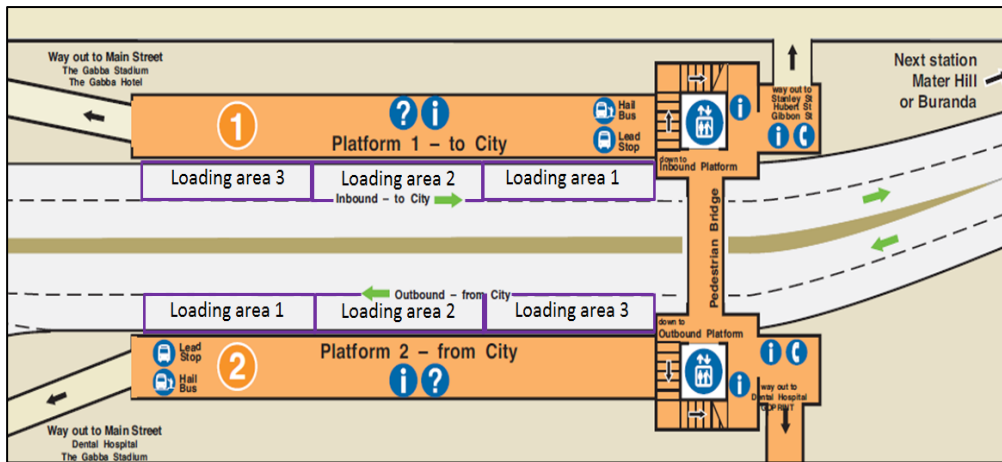 Way out to Main Street
The Gabba Stadium
The Gabba Hotel
1
? i
Platform 1 – to City
Hail
Bus
Lead
Stop
i
way out to
Stanley St
Hubert St
Gibbon St
i
Next station
Mater Hill
or Buranda
down to
Inbound Platform
Loading area 3
Loading area 2
Loading area 1
Inbound – to City
Pedestrian Bridge
Outbound – from City
Loading area 1
Loading area 2
Loading area 3
down to
Outbound Platform
Lead
Stop
Hail
Bus
2
Platform 2 – from City
i ?
i
i
way out to
Dental Hospital
Way out to Main Street
Dental Hospital
The Gabba Stadium